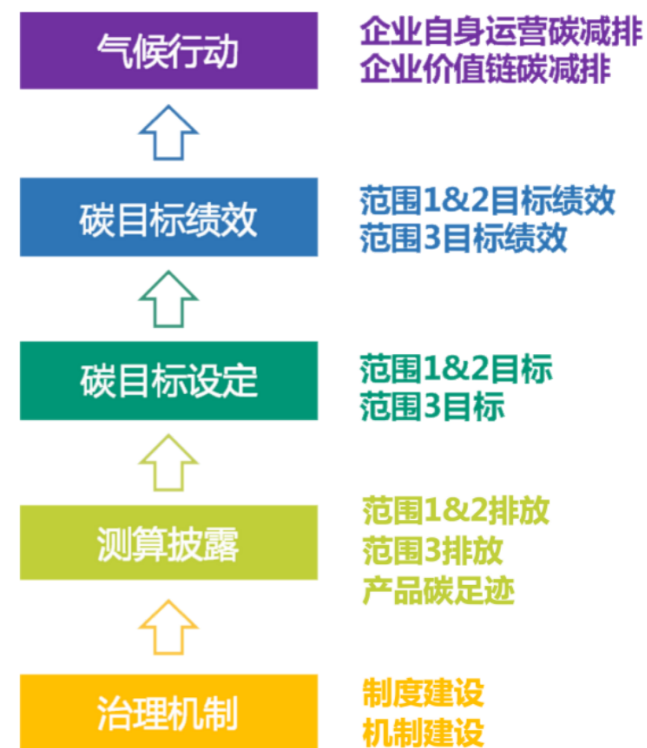 气候行动
企业自身运营碳减排
企业价值链碳减排
碳目标绩效
范围1&2目标绩效
范围3目标绩效
碳目标设定
范围1&2目标
范围3目标
测算披露
范围1&2排放
范围3排放
产品碳足迹
治理机制
制度建设
机制建设